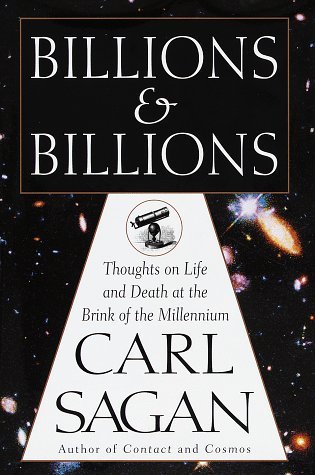 BILLIONS
&
BILLIONS
Thoughts on Life
and Death at the
Brink of the Millennium
CARL
SAGAN
Author of Contact and Cosmos